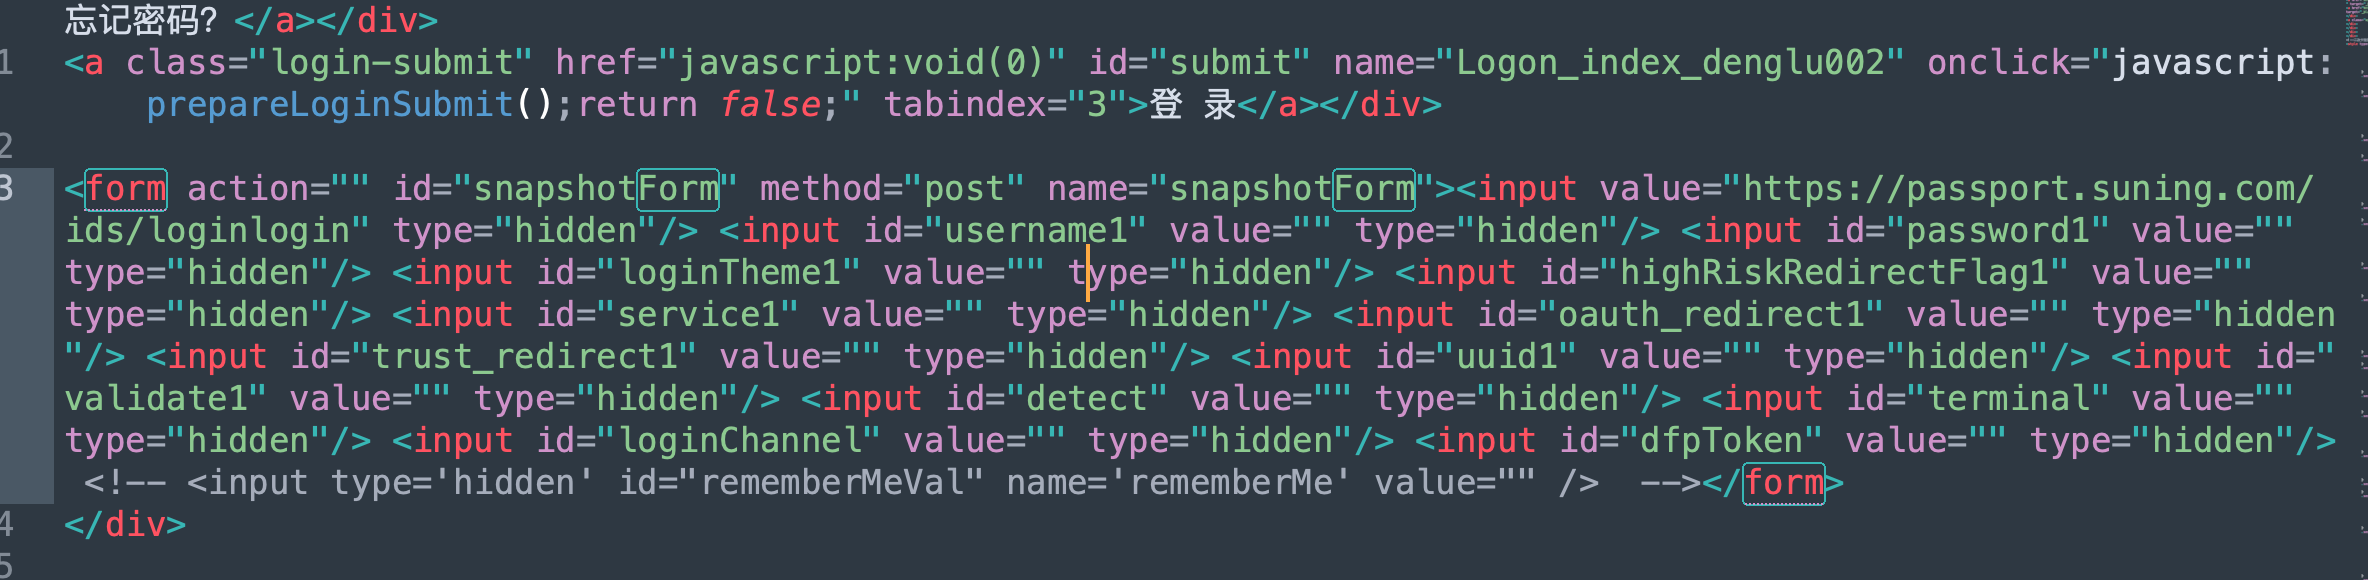 忘记密码？</a></div>
1 <a class="login-submit" href="javascript:void(0)" id="submit" name="Logon_index_denglu002" onclick="javascript:
prepareLoginSubmit();return false;" tabindex="3">登 录</a></div>
2
3 <form action="" id="snapshotForm" method="post" name="snapshotForm"><input value="https://passport.suning.com/
ids/loginlogin" type="hidden"/> <input id="username1" value="" type="hidden"/> <input id="password1" value=""
type="hidden"/> <input id="loginTheme1" value="" type="hidden"/> <input id="highRiskRedirectFlag1" value=""
type="hidden"/> <input id="service1" value="" type="hidden"/> <input id="oauth_redirect1" value="" type="hidden
"/> <input id="trust_redirect1" value="" type="hidden"/> <input id="uuid1" value="" type="hidden"/> <input id="
validate1" value="" type="hidden"/> <input id="detect" value="" type="hidden"/> <input id="terminal" value=""
type="hidden"/> <input id="loginChannel" value="" type="hidden"/> <input id="dfpToken" value="" type="hidden"/>
<!-- <input type='hidden' id="rememberMeVal" name='rememberMe' value="" />  --></form>
4 </div>
5